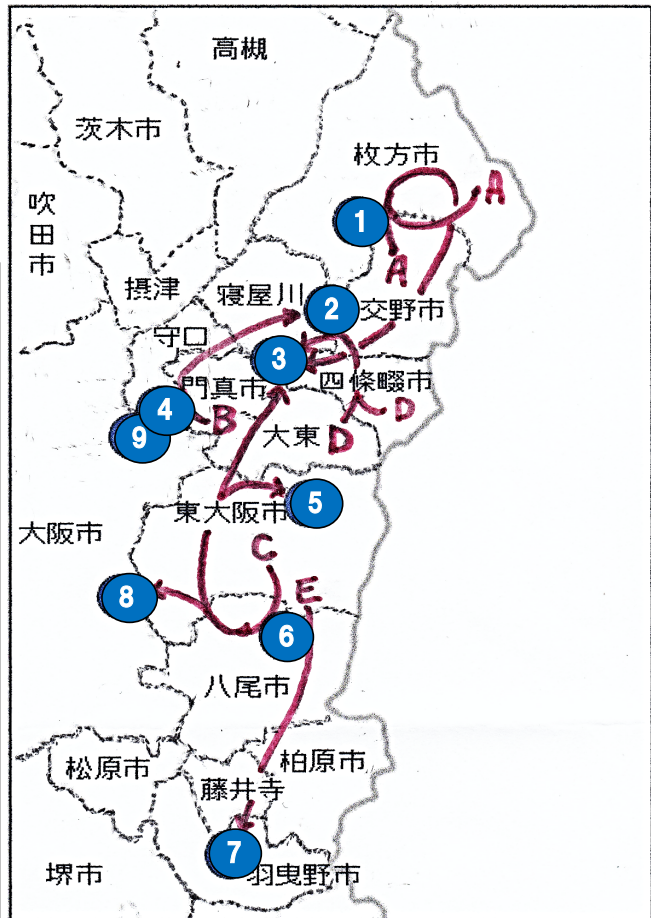 高槻
茨木市
枚方市
吹田市
A
1
A
摂津
寝屋川
2
交野市
守口
3
門真市
四條畷市
4
B
D
D
9
大東
5
東大阪市
大阪市
C
8
E
6
八尾市
松原市
柏原市
藤井寺
7
羽曳野市
堺市